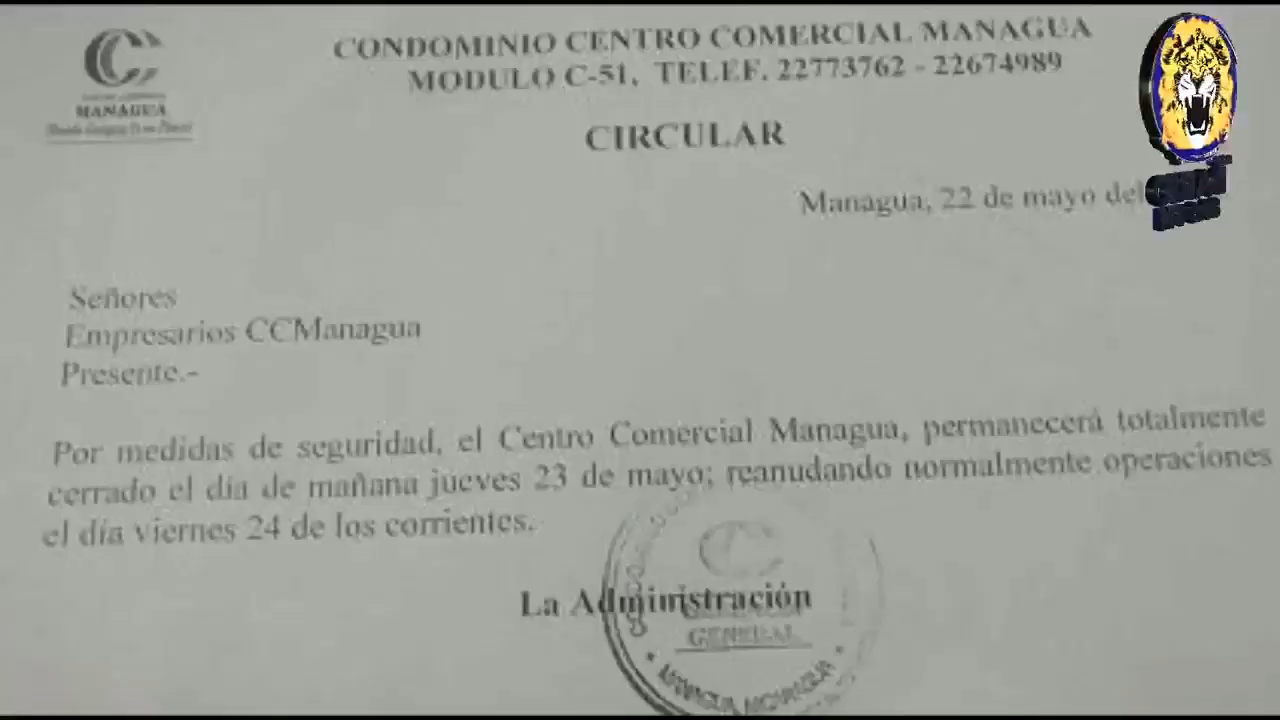 CONDOMINIO CENTRO COMERCIAL MANAGUA
MODULO C-51, TELEF. 22773762 - 22674989
MANAGUA
CIRCULAR
Managua, 22 de mayo del
Señores
Empresarios CCManagua
Presente.-
Por medidas de seguridad, el Centro Comercial Managua, permanecerá totalmente
cerrado el día de mañana jueves 23 de mayo; reanudando normalmente operaciones
el día viernes 24 de los corrientes.
La Administración
GENERAL
MANAGUA, NICARAGUA